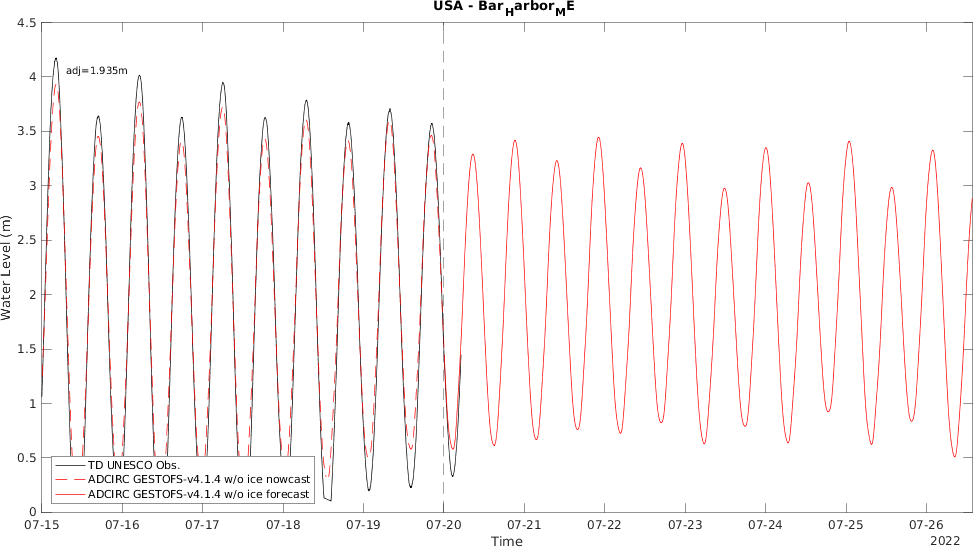 USA - Bar_Harbor_ME
4.5
4
3.5
3
2.5
2
1.5
1
0.5
0
Water Level (m)
adj=1.935m
TD UNESCO Obs.
ADCIRC GESTOFS-v4.1.4 w/o ice nowcast
ADCIRC GESTOFS-v4.1.4 w/o ice forecast
07-15 07-16 07-17 07-18 07-19 07-20 07-21 07-22 07-23 07-24 07-25 07-26
Time
2022